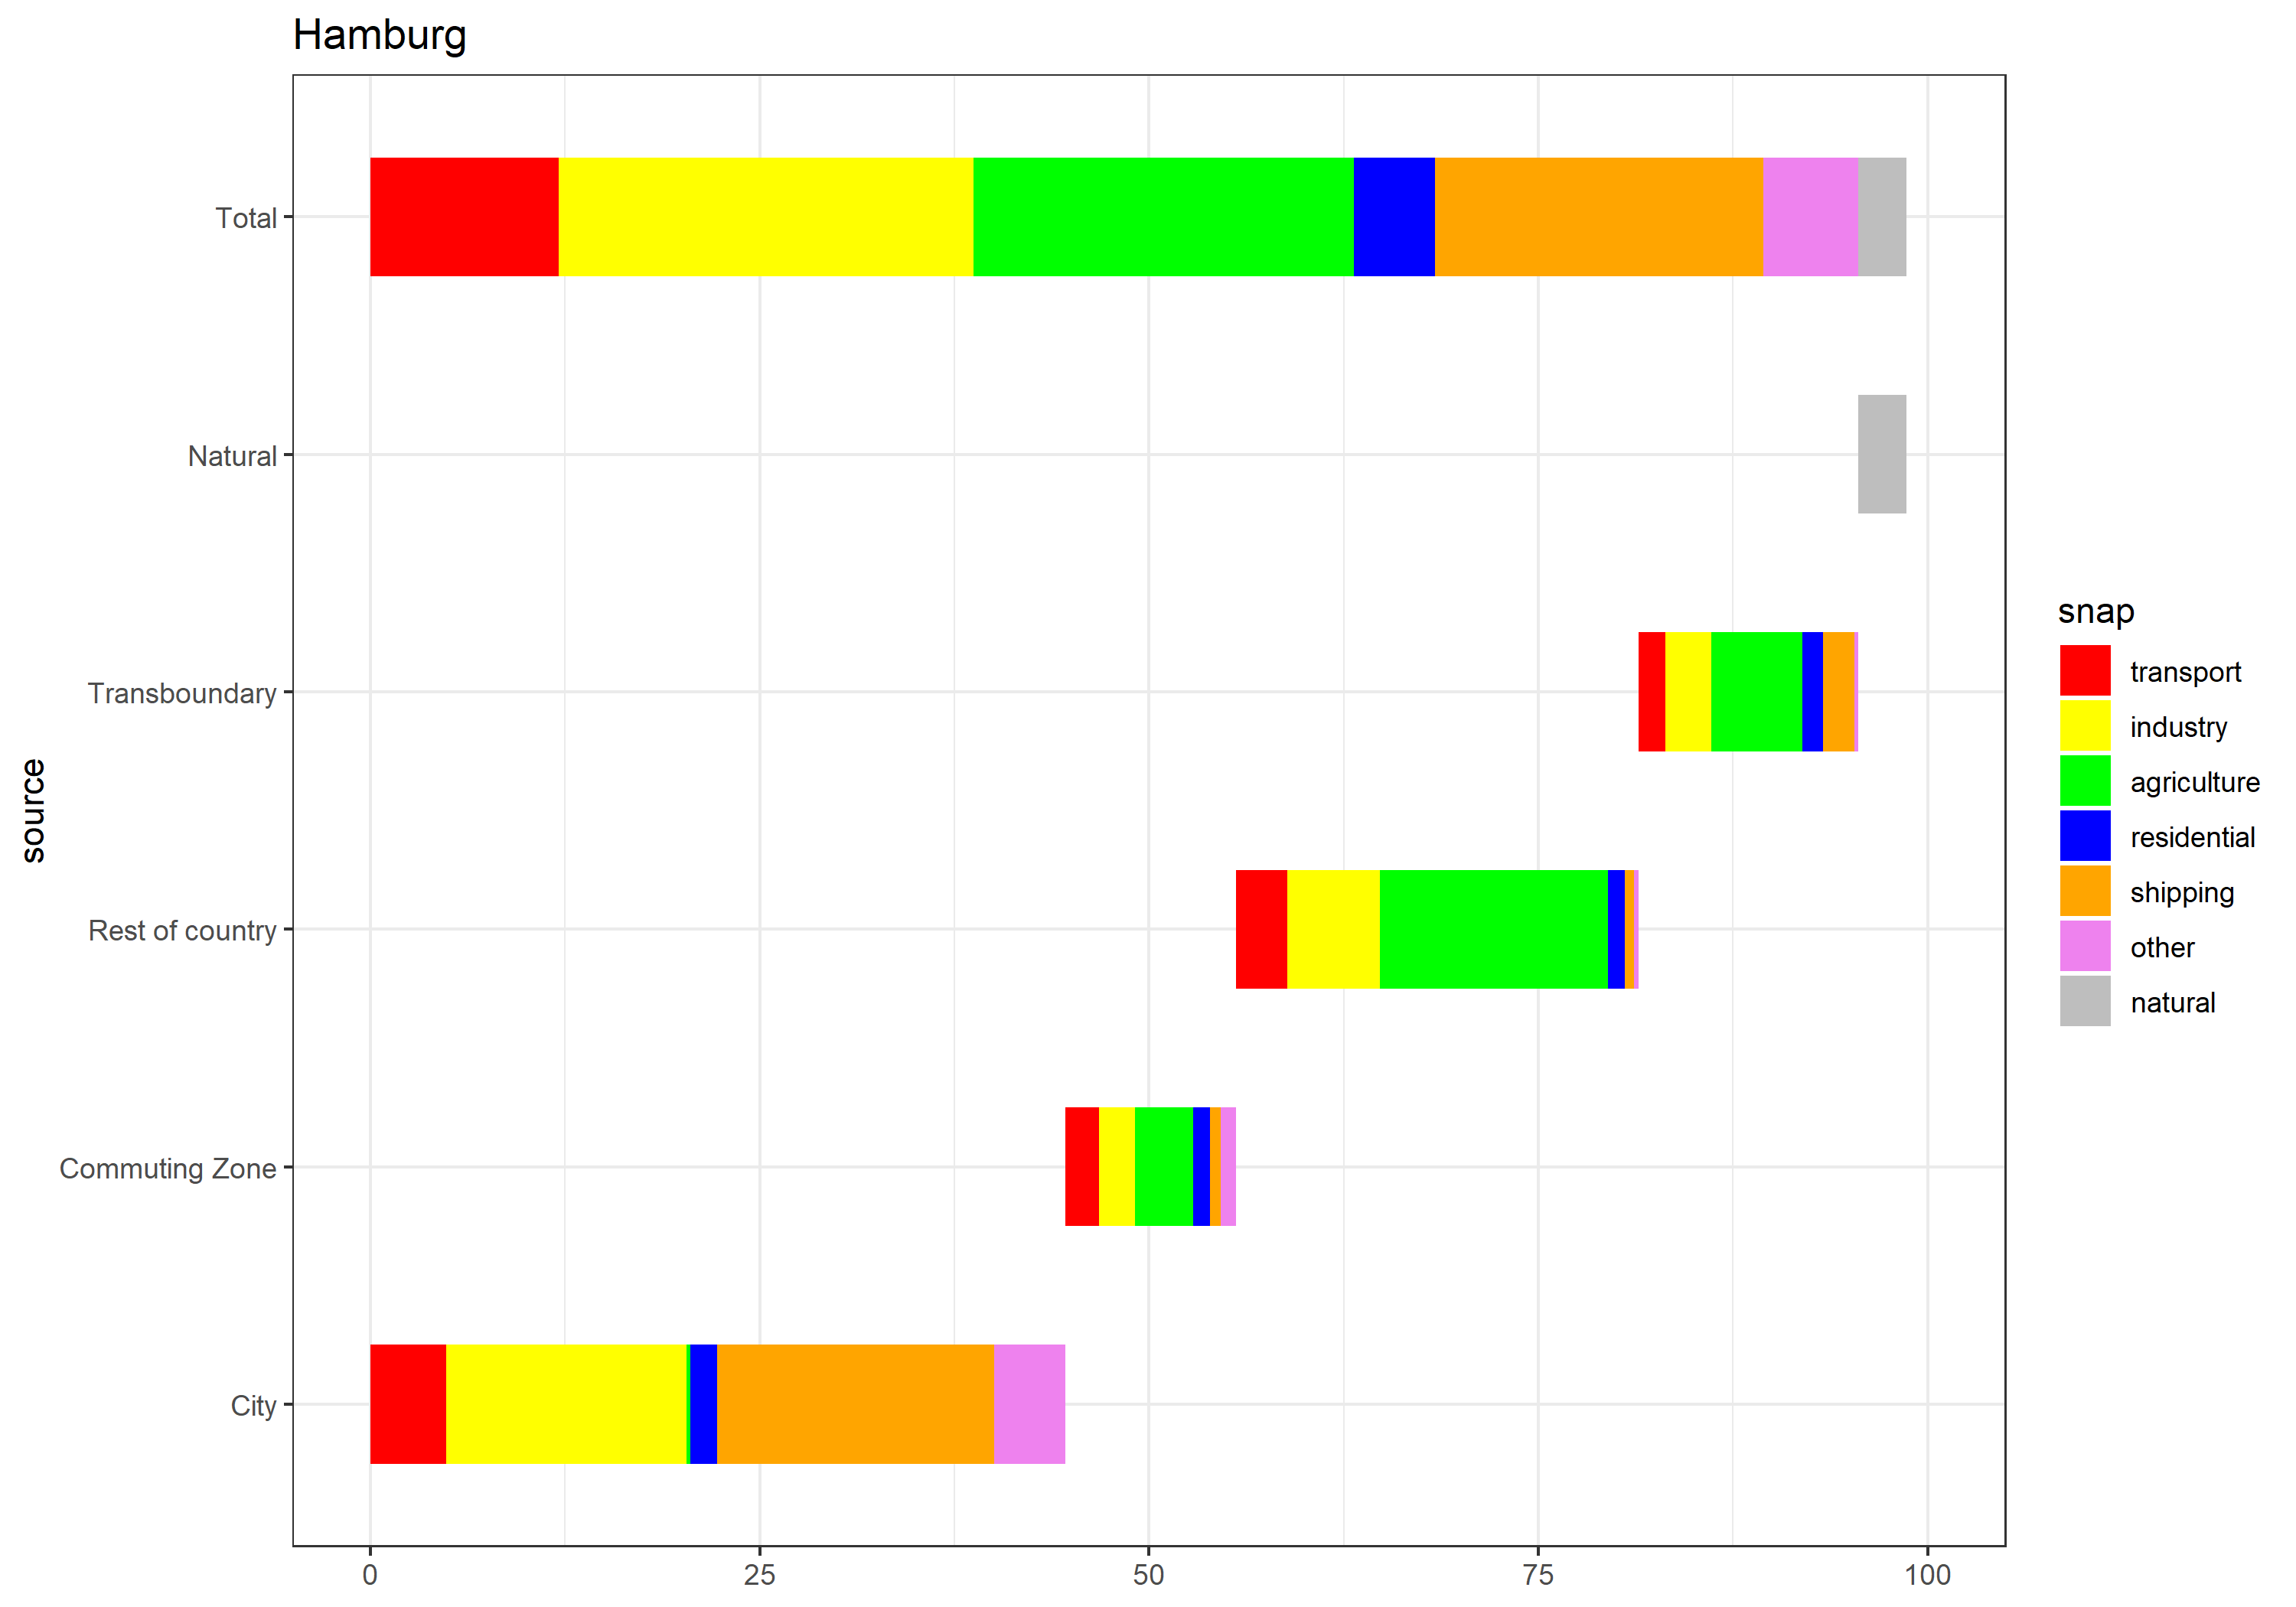 Hamburg
Total
Natural
Transboundary
Rest of country
Commuting Zone
City
source
0 25 50 75 100
snap
transport
industry
agriculture
residential
shipping
other
natural